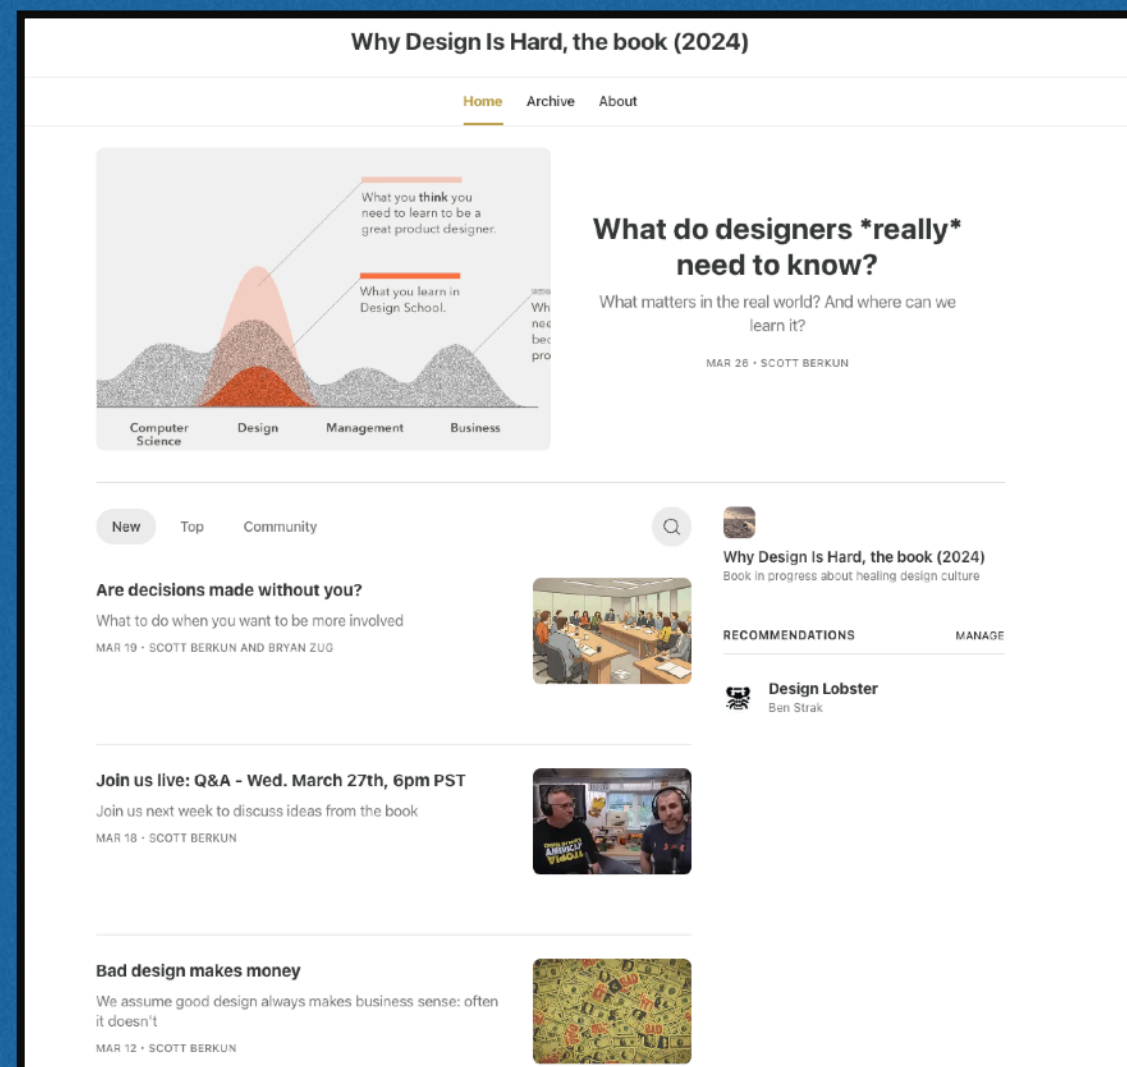 Why Design Is Hard, the book (2024)
Home Archive About
What you think you
need to learn to be a
great product designer.
What you learn in
Design School.
Wh
nee
bec
pro
Computer
Science
Design
Management
Business
What do designers *really*
need to know?
What matters in the real world? And where can we
learn it?
MAR 26 • SCOTT BERKUN
New Top Community
Are decisions made without you?
What to do when you want to be more involved
MAR 19 • SCOTT BERKUN AND BRYAN ZUG
Join us live: Q&A - Wed. March 27th, 6pm PST
Join us next week to discuss ideas from the book
MAR 18 • SCOTT BERKUN
Bad design makes money
We assume good design always makes business sense: often
it doesn't
MAR 12 • SCOTT BERKUN
BAD
BAD
Why Design Is Hard, the book (2024)
Book in progress about healing design culture
RECOMMENDATIONS MANAGE
Design Lobster
Ben Strak